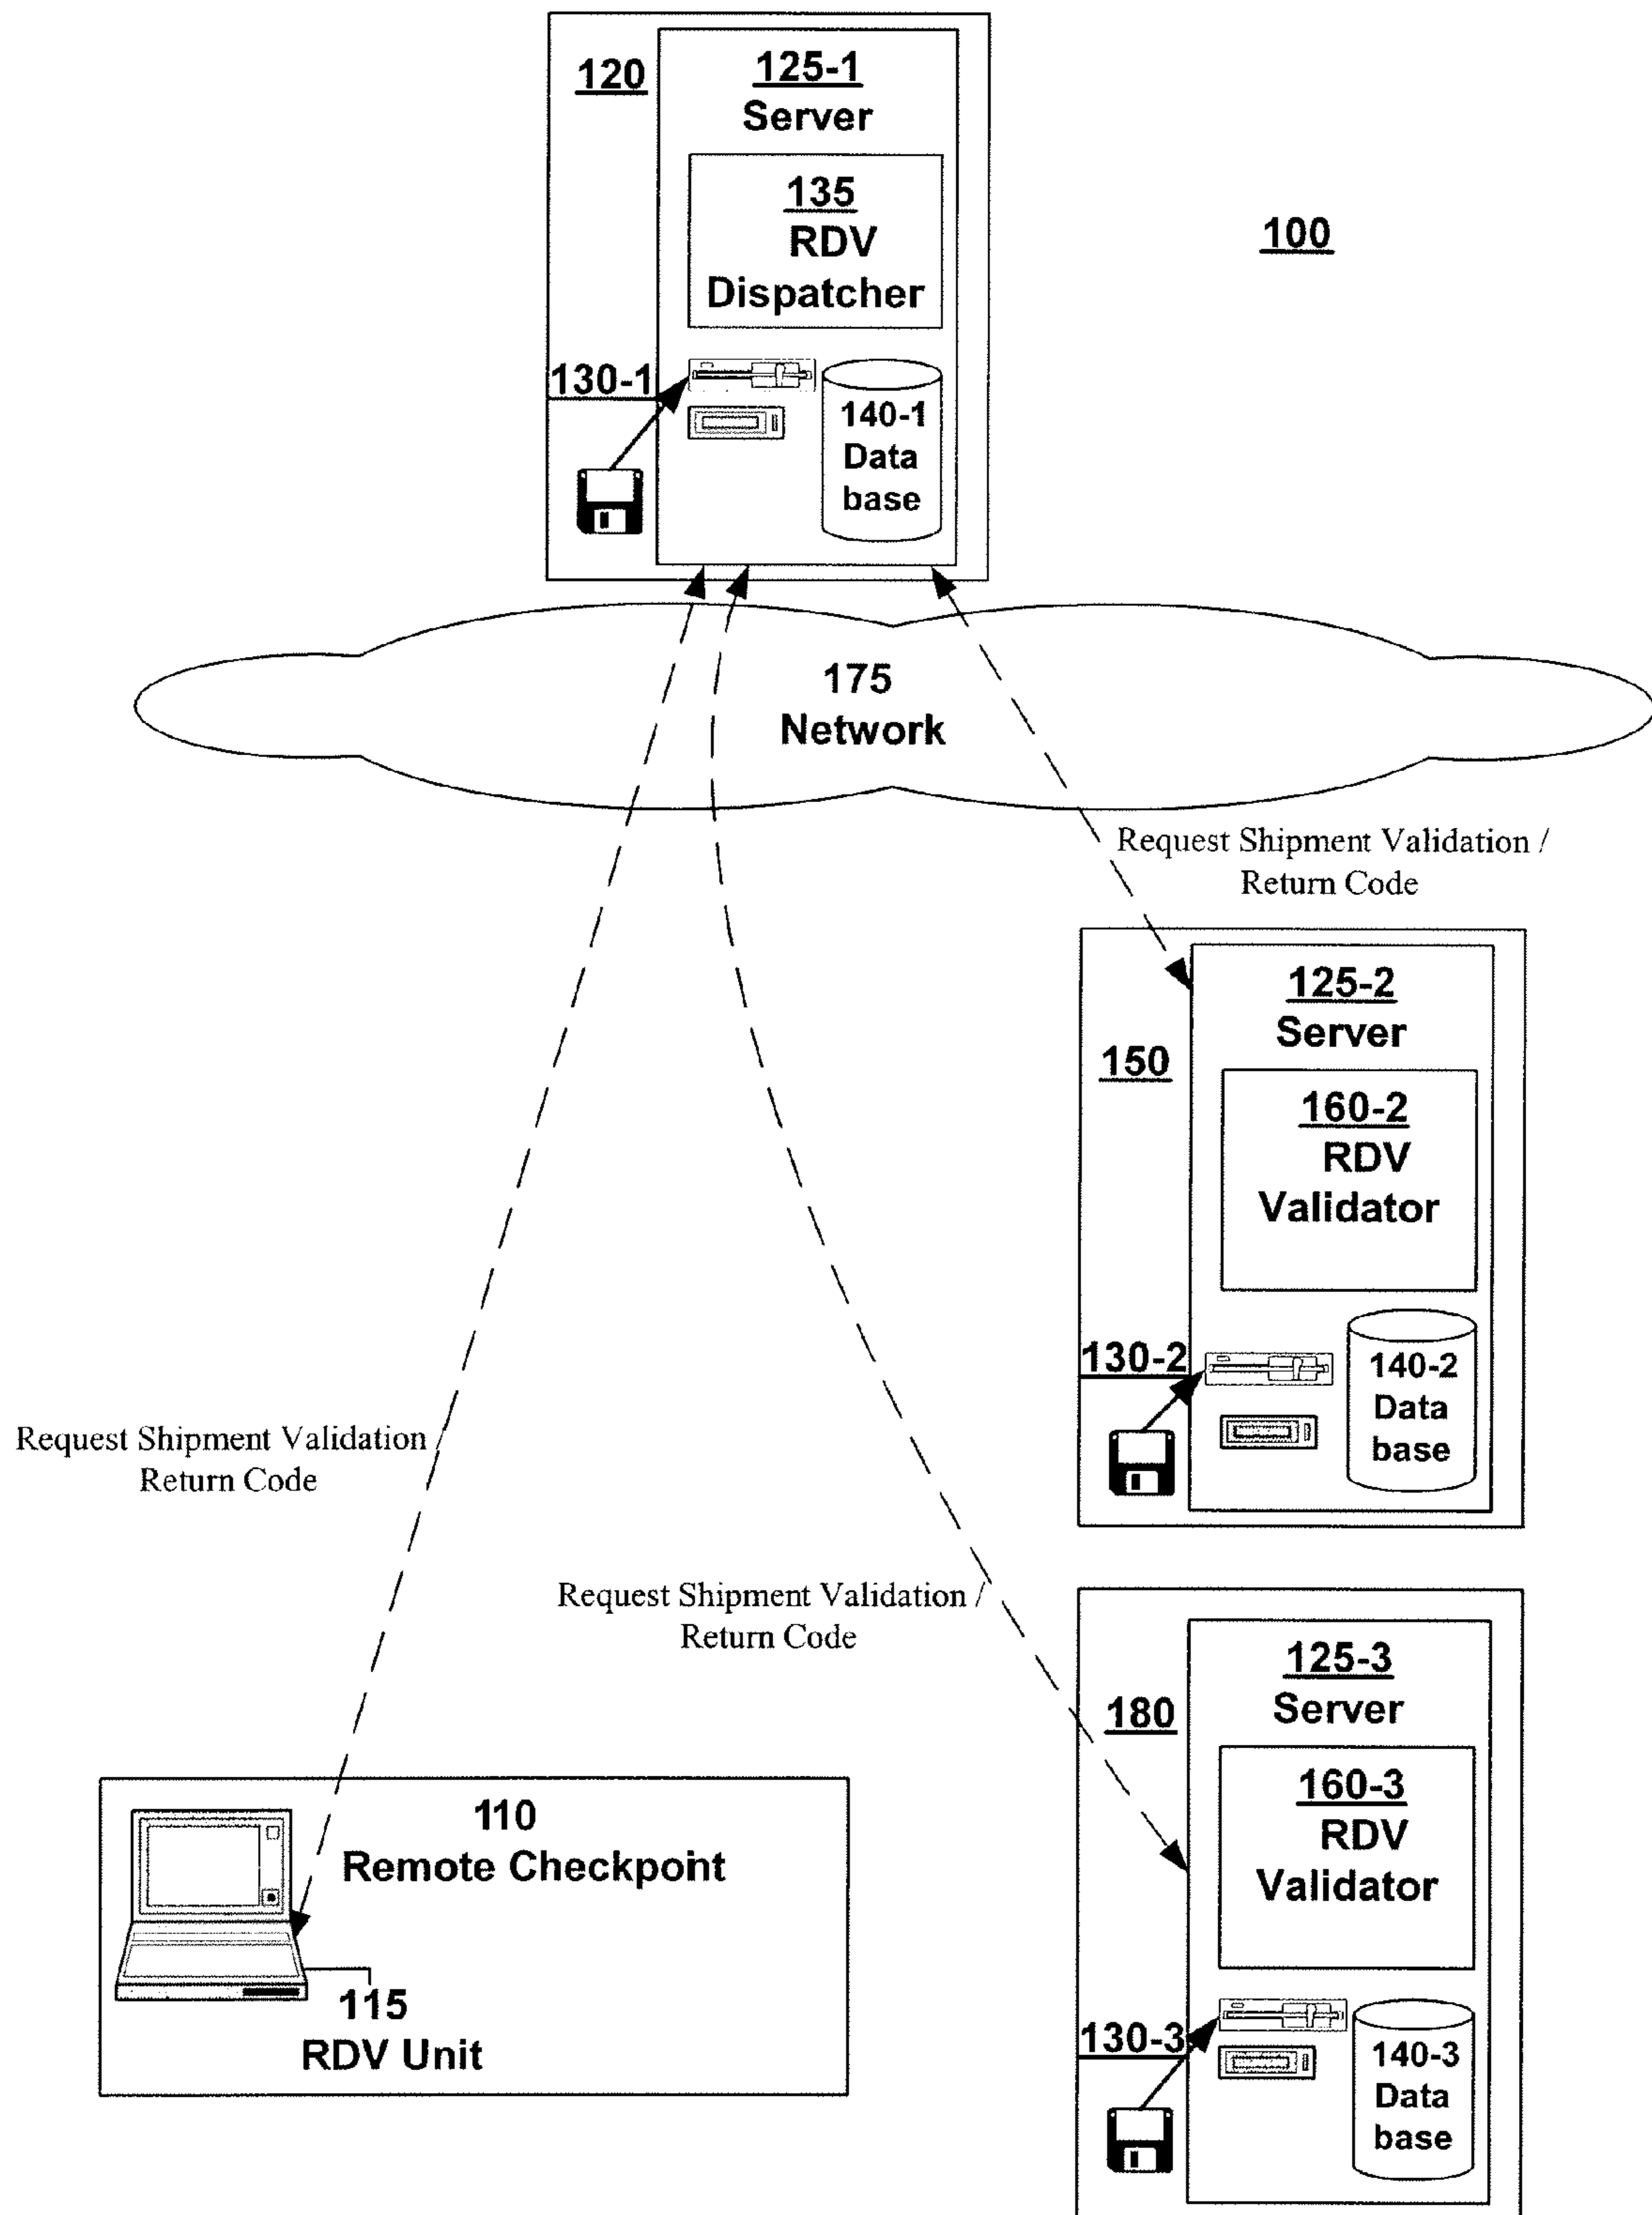 120
125-1
Server
135
RDV
Dispatcher
100
130-1
140-1
Data
base
175
Network
Request Shipment Validation /
Return Code
125-2
Server
150
160-2
RDV
Validator
130-2
140-2
Data
base
Request Shipment Validation /
Return Code
Request Shipment Validation /
Return Code
125-3
Server
180
160-3
RDV
Validator
110
Remote Checkpoint
115
RDV Unit
130-3
140-3
Data
base